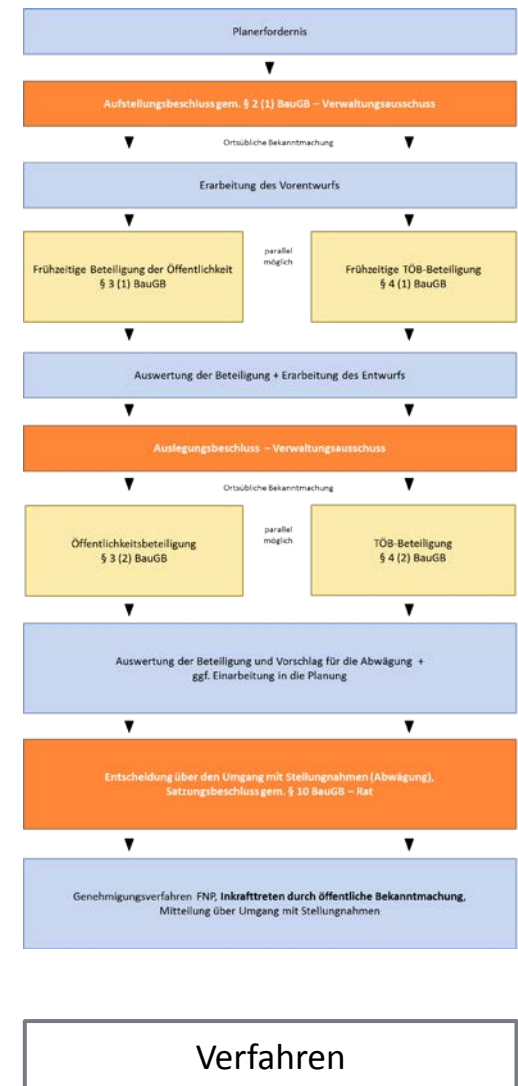 Planerfordernis
Aufstellungsbeschluss gem. § 2 (1) BauGB – Verwaltungsausschuss
Ortsübliche Bekanntmachung
Erarbeitung des Vorentwurfs
Frühzeitige Beteiligung der Öffentlichkeit
§ 3 (1) BauGB
parallel
möglich
Frühzeitige TÖB-Beteiligung
§ 4 (1) BauGB
Auswertung der Beteiligung + Erarbeitung des Entwurfs
Auslegungsbeschluss – Verwaltungsausschuss
Ortsübliche Bekanntmachung
Öffentlichkeitsbeteiligung
§ 3 (2) BauGB
parallel
möglich
TÖB-Beteiligung
§ 4 (2) BauGB
Auswertung der Beteiligung und Vorschlag für die Abwägung +
ggf. Einarbeitung in die Planung
Entscheidung über den Umgang mit Stellungnahmen (Abwägung),
Satzungsbeschluss gem. § 10 BauGB – Rat
Genehmigungsverfahren FNP, Inkrafttreten durch öffentliche Bekanntmachung,
Mitteilung über Umgang mit Stellungnahmen
Verfahren